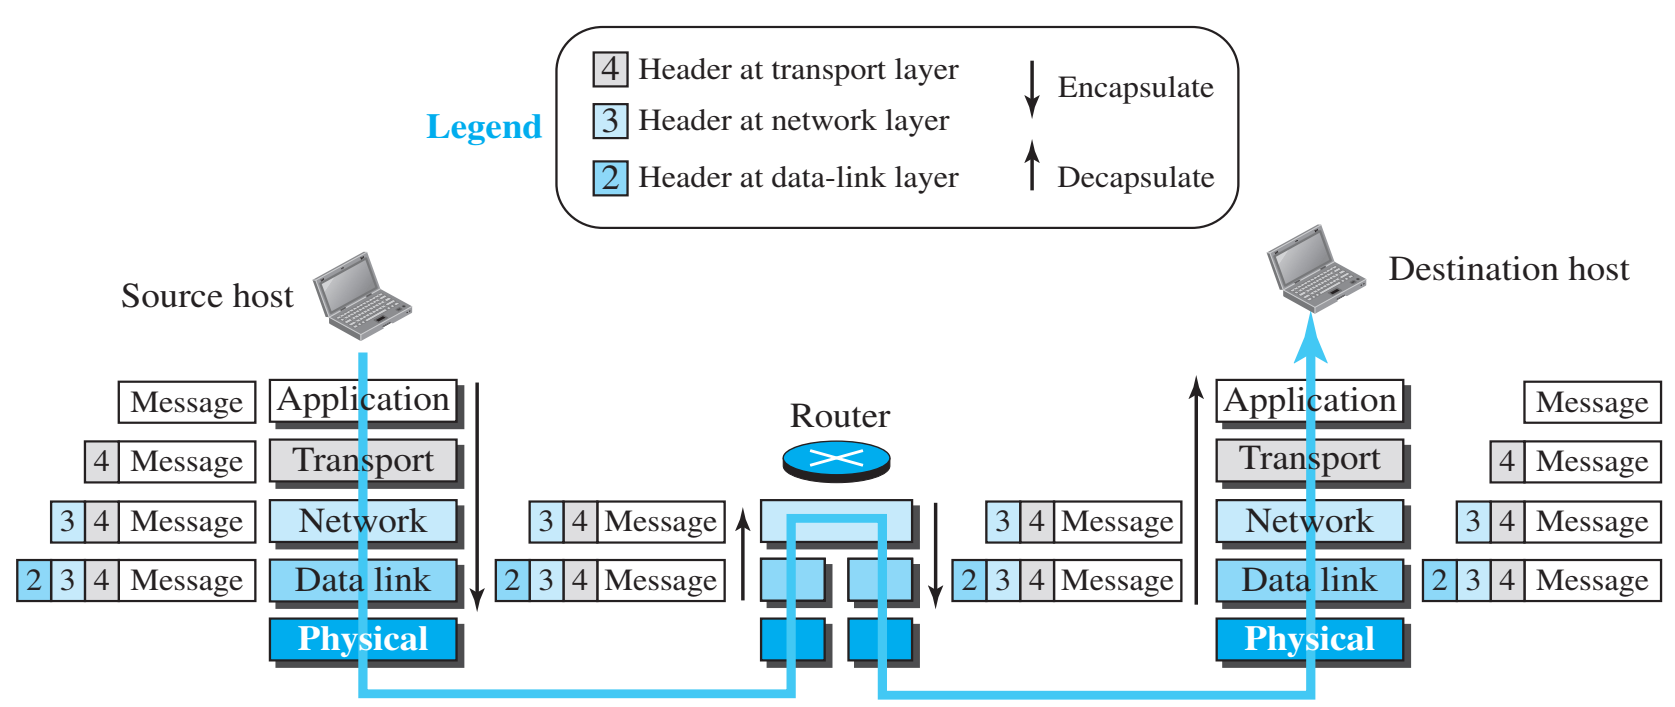 4 Header at transport layer
Encapsulate
Legend
3 Header at network layer
2 Header at data-link layer
Decapsulate
Source host
Destination host
Message Application
Router
Application Message
4 Message Transport
Transport 4 Message
3 4 Message Network
3 4 Message
3 4 Message
Network 3 4 Message
2 3 4 Message Data link
2 3 4 Message
2 3 4 Message
Data link 2 3 4 Message
Physical
Physical